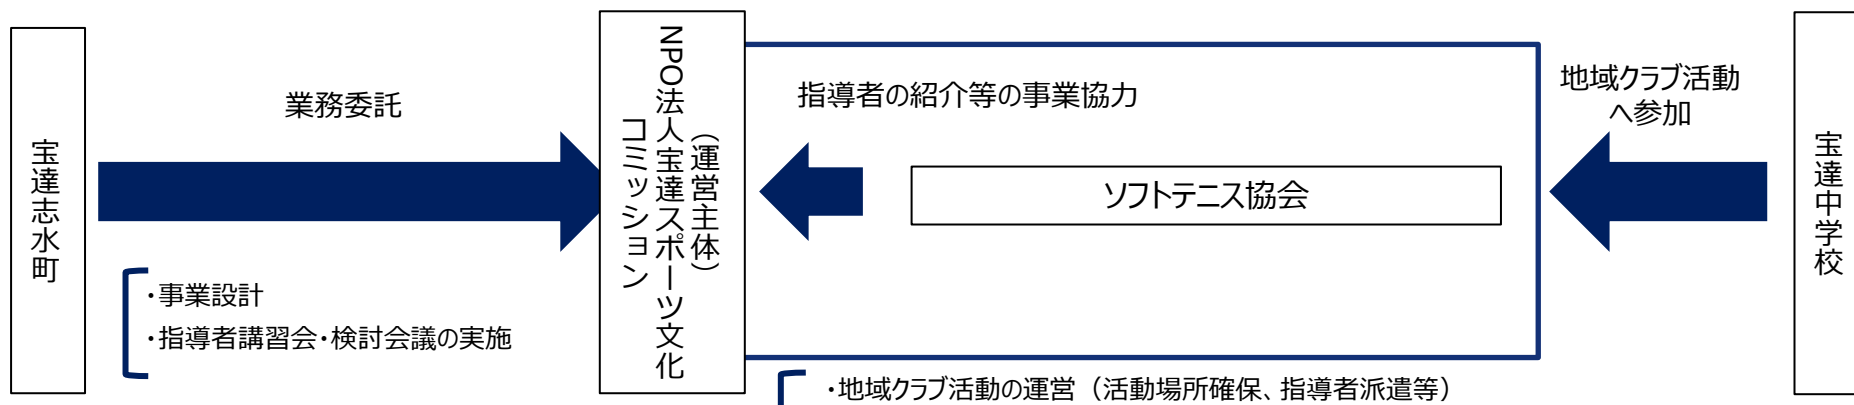 宝達志水町
業務委託
・事業設計
・指導者講習会・検討会議の実施
（運営主体）
NPO法人宝達スポーツ文化
コミッション
指導者の紹介等の事業協力
ソフトテニス協会
・地域クラブ活動の運営（活動場所確保、指導者派遣等）
地域クラブ活動
へ参加
宝達中学校